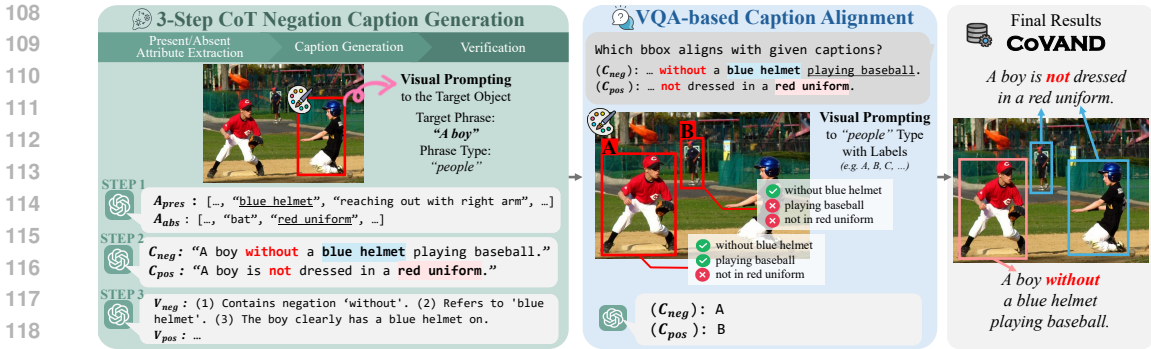 108
109
110
111
112
113
114
115
116
117
118
3-Step CoT Negation Caption Generation
Present/Absent
Attribute Extraction
Caption Generation
Verification
Visual Prompting
to the Target Object
Target Phrase:
“A boy”
Phrase Type:
“people”
STEP 1
A_pres : […, “blue helmet”, “reaching out with right arm”, …]
A_abs : […, “bat”, “red uniform”, …]
STEP 2
C_neg: “A boy without a blue helmet playing baseball.”
C_pos : “A boy is not dressed in a red uniform.”
STEP 3
V_neg : (1) Contains negation ‘without’. (2) Refers to 'blue
helmet'. (3) The boy clearly has a blue helmet on.
V_pos : …
VQA-based Caption Alignment
Which bbox aligns with given captions?
(C_neg): … without a blue helmet playing baseball.
(C_pos): … not dressed in a red uniform.
A
B
Visual Prompting
to “people” Type
with Labels
(e.g. A, B, C, …)
without blue helmet
playing baseball
not in red uniform
without blue helmet
playing baseball
not in red uniform
(C_neg): A
(C_pos): B
Final Results
CoVAND
A boy is not dressed
in a red uniform.
A boy without
a blue helmet
playing baseball.